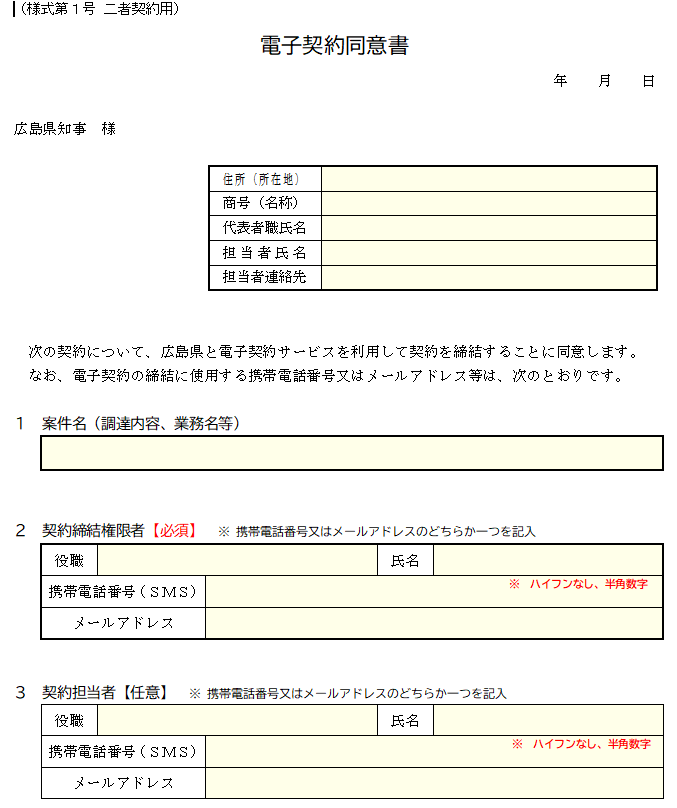 （様式第１号 二者契約用）
電子契約同意書
年　月　日
広島県知事　様
住所（所在地）
商号（名称）
代表者職氏名
担当者氏名
担当者連絡先
次の契約について、広島県と電子契約サービスを利用して契約を締結することに同意します。
なお、電子契約の締結に使用する携帯電話番号又はメールアドレス等は、次のとおりです。
１　案件名（調達内容、業務名等）
２　契約締結権限者【必須】　※ 携帯電話番号又はメールアドレスのどちらか一つを記入
役職　氏名
携帯電話番号（ＳＭＳ）　※　ハイフンなし、半角数字
メールアドレス
３　契約担当者【任意】　※ 携帯電話番号又はメールアドレスのどちらか一つを記入
役職　氏名
携帯電話番号（ＳＭＳ）　※　ハイフンなし、半角数字
メールアドレス